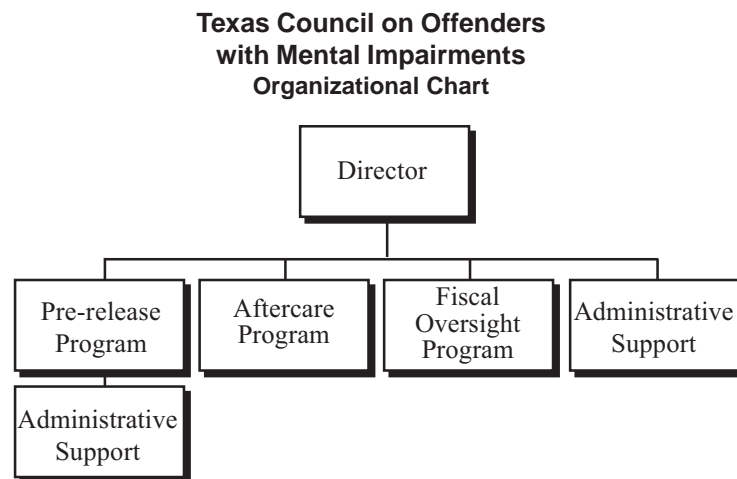 Texas Council on Offenders
with Mental Impairments
Organizational Chart
Director
Pre-release
Program
Aftercare
Program
Fiscal
Oversight
Program
Administrative
Support
Administrative
Support